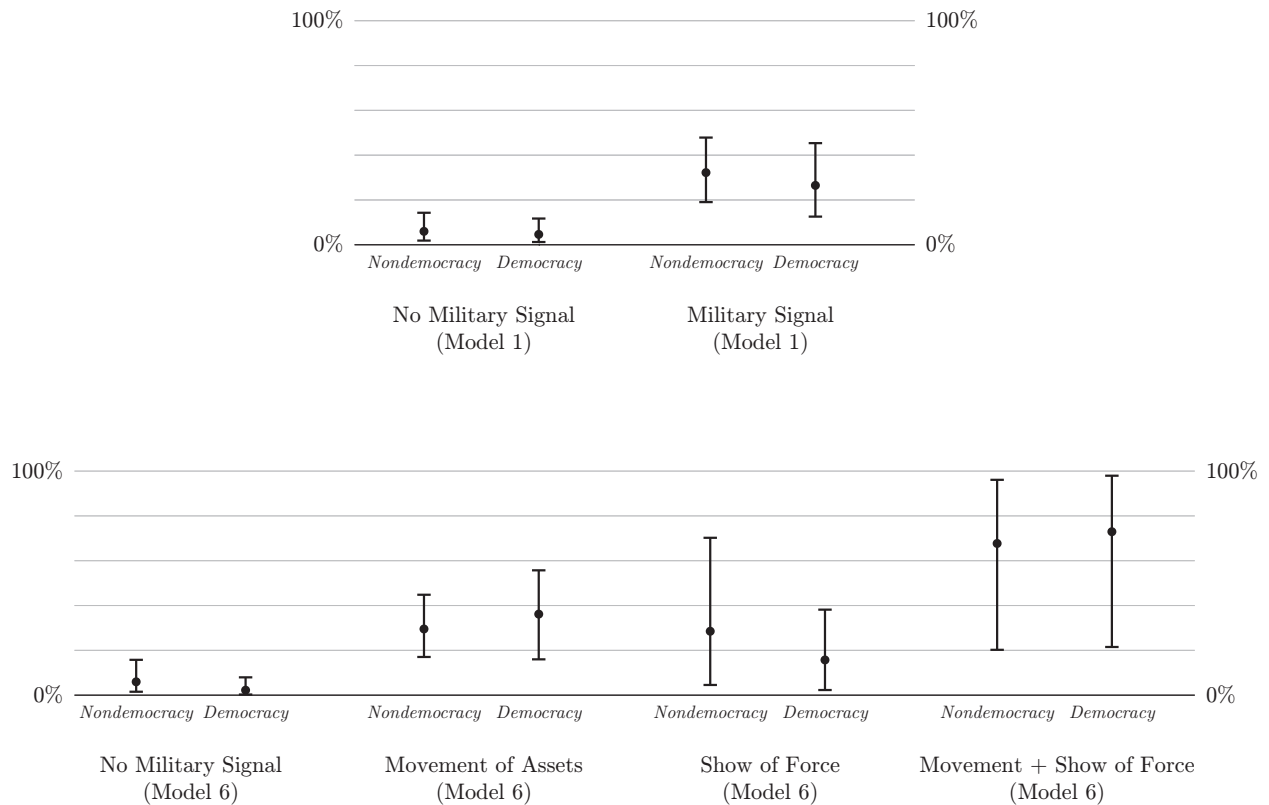 100% 100%
0% 0%
Nondemocracy Democracy Nondemocracy Democracy
No Military Signal Military Signal
(Model 1) (Model 1)
100% 100%
0% 0%
Nondemocracy Democracy Nondemocracy Democracy Nondemocracy Democracy Nondemocracy Democracy
No Military Signal Movement of Assets Show of Force Movement + Show of Force
(Model 6) (Model 6) (Model 6) (Model 6)